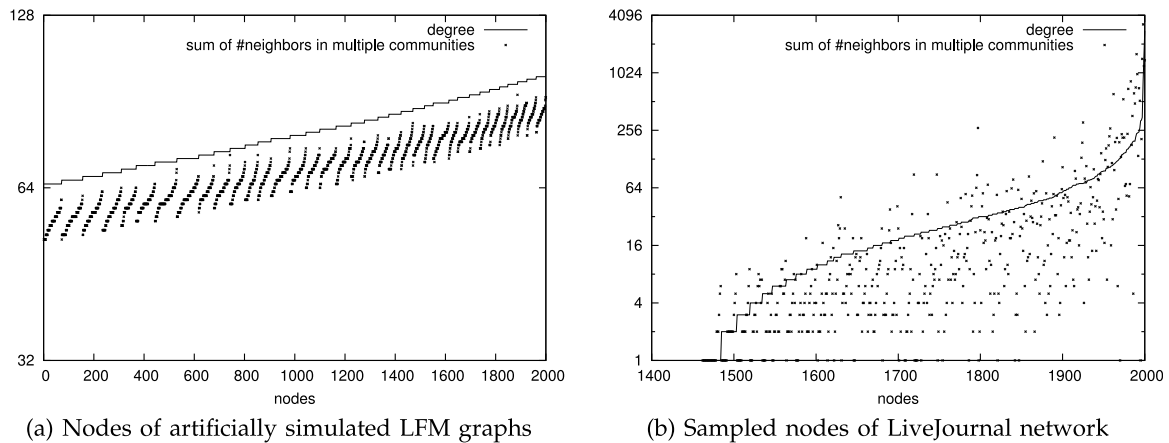 128
64
32
0 200 400 600 800 1000 1200 1400 1600 1800 2000
nodes
degree
sum of #neighbors in multiple communities
(a) Nodes of artificially simulated LFM graphs
4096
1024
256
64
16
4
1
1400 1500 1600 1700 1800 1900 2000
nodes
degree
sum of #neighbors in multiple communities
(b) Sampled nodes of LiveJournal network